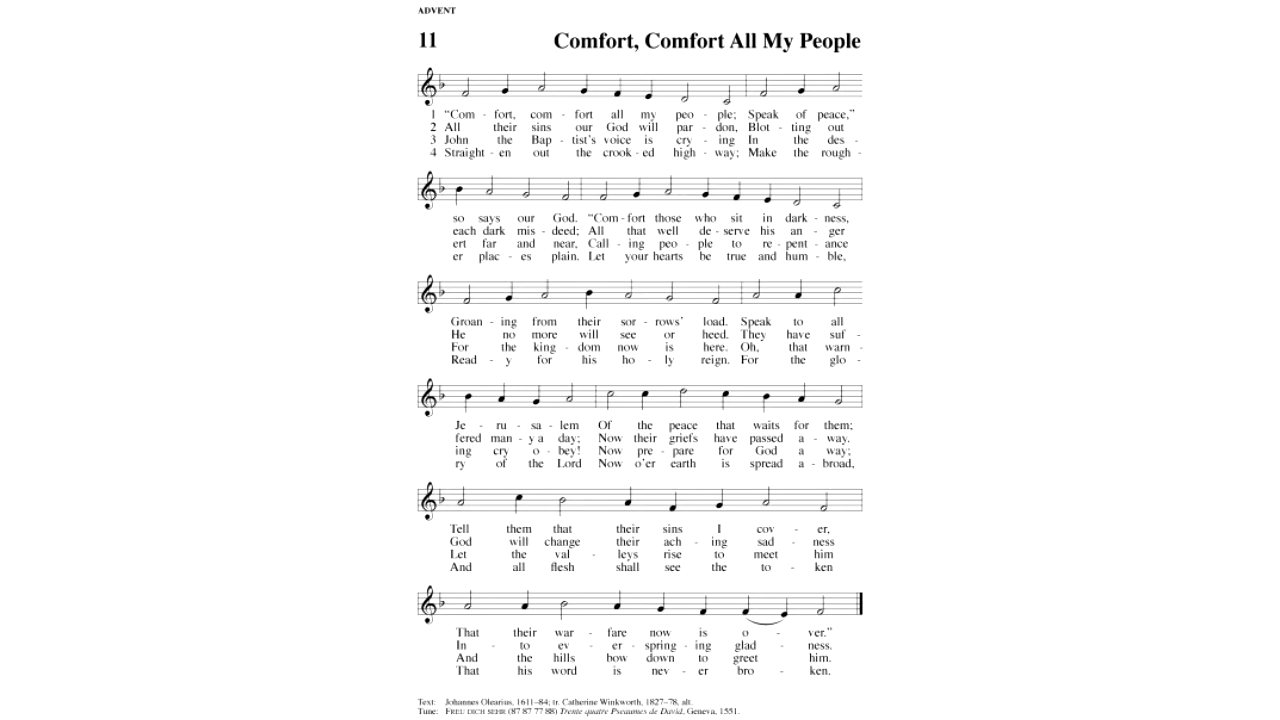 ADVENT
11 Comfort, Comfort All My People
1 “Com - fort, com - fort all my peo - ple; Speak of peace,”
2 All their sins our God will par - don, Blot - ting out
3 John the Bap - tist’s voice is cry - ing In the des -
4 Straight - en out the crook - ed high - way; Make the rough -
so says our God. “Com - fort those who sit in dark - ness,
each dark mis - deed; All that well de - serve his an - ger
ert far and near, Call - ing peo - ple to re - pent - ance
er plac - es plain. Let your hearts be true and hum - ble,
Groan - ing from their sor - rows’ load. Speak to all
He no more will see or heed. They have suf -
For the king - dom now is here. Oh, that warn -
Read - y for his ho - ly reign. For the glo -
Je - ru - sa - lem Of the peace that waits for them;
fered man - y a day; Now their griefs have passed a - way.
ing cry o - bey! Now pre - pare for God a way;
ry of the Lord Now o’er earth is spread a - broad,
Tell them that their sins I cov - er,
God will change their ach - ing sad - ness
Let the val - leys rise to meet him
And all flesh shall see the to - ken
That their war - fare now is o - ver.”
In - to ev - er - spring - ing glad - ness.
And the hills bow down to greet him.
That his word is nev - er bro - ken.
Text: Johannes Olearius, 1611–84; tr. Catherine Winkworth, 1827–78, alt.
Tune: FREU DICH SEHR (87 87 77 88) Trente quatre Pseaumes de David, Geneva, 1551.